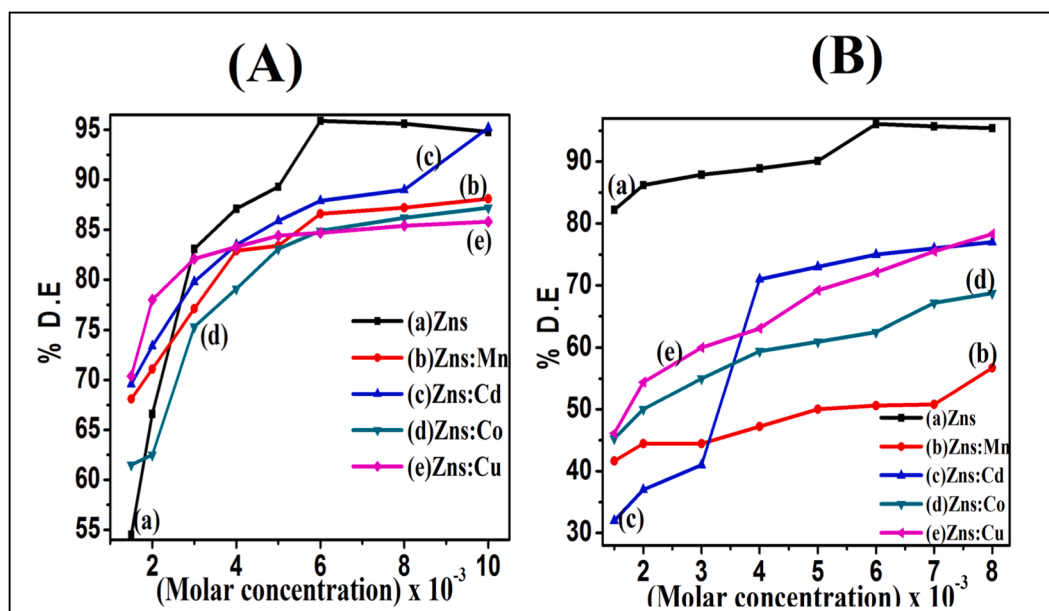 (A)
95
90
85
80
75
70
65
60
55
% D.E
2
4
6
8
10
(Molar concentration) x 10⁻³
(c)
(b)
(e)
(d)
(a)
(a)Zns
(b)Zns:Mn
(c)Zns:Cd
(d)Zns:Co
(e)Zns:Cu
(B)
90
80
70
60
50
40
30
% D.E
2
3
4
5
6
7
8
(Molar concentration) x 10⁻³
(a)
(d)
(e)
(b)
(c)
(a)Zns
(b)Zns:Mn
(c)Zns:Cd
(d)Zns:Co
(e)Zns:Cu